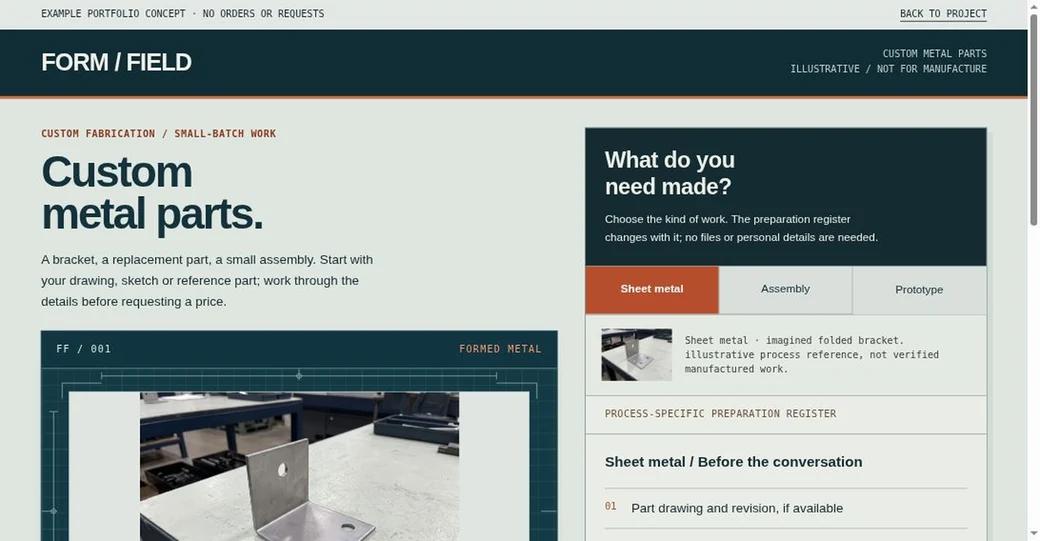 EXAMPLE PORTFOLIO CONCEPT · NO ORDERS OR REQUESTS
BACK TO PROJECT
FORM / FIELD
CUSTOM METAL PARTS
ILLUSTRATIVE / NOT FOR MANUFACTURE
CUSTOM FABRICATION / SMALL-BATCH WORK
Custom
metal parts.
A bracket, a replacement part, a small assembly. Start with
your drawing, sketch or reference part; work through the
details before requesting a price.
FF / 001
FORMED METAL
What do you
need made?
Choose the kind of work. The preparation register
changes with it; no files or personal details are needed.
Sheet metal
Assembly
Prototype
Sheet metal · imagined folded bracket.
illustrative process reference, not verified
manufactured work.
PROCESS-SPECIFIC PREPARATION REGISTER
Sheet metal / Before the conversation
01 Part drawing and revision, if available